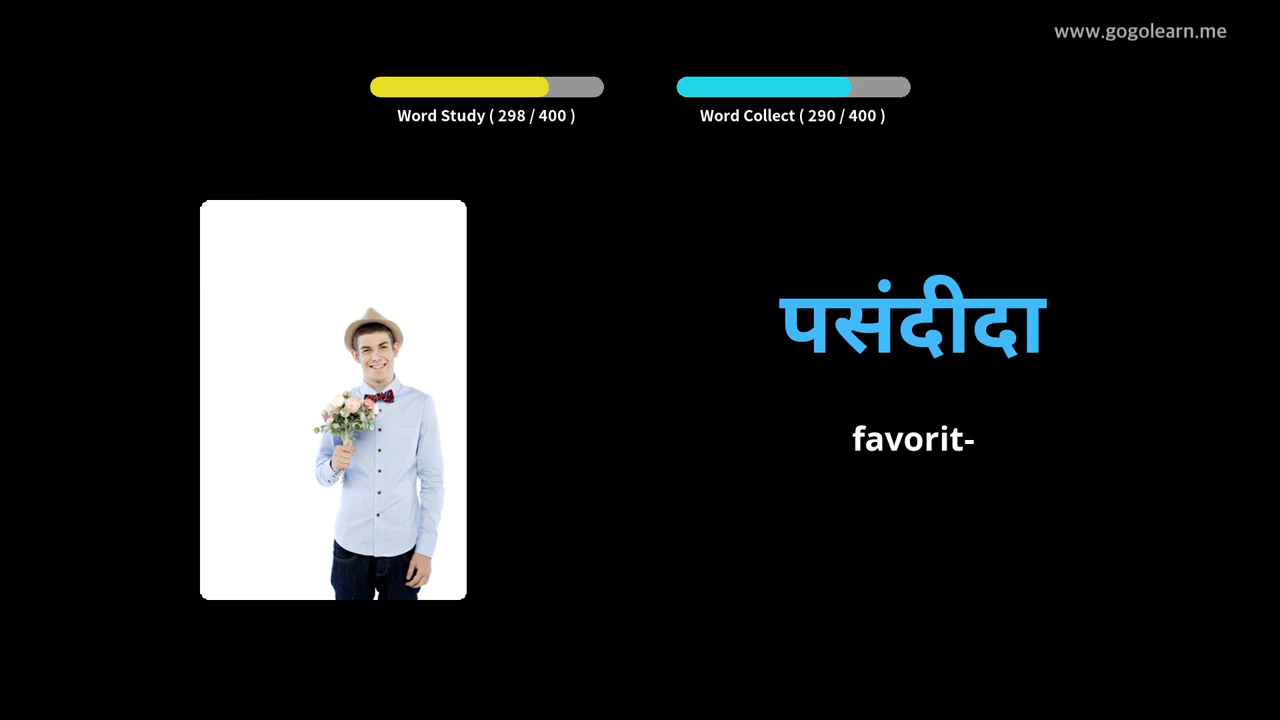 www.gogolearn.me
Word Study ( 298 / 400 )
Word Collect ( 290 / 400 )
पसंदीदा
favorit-